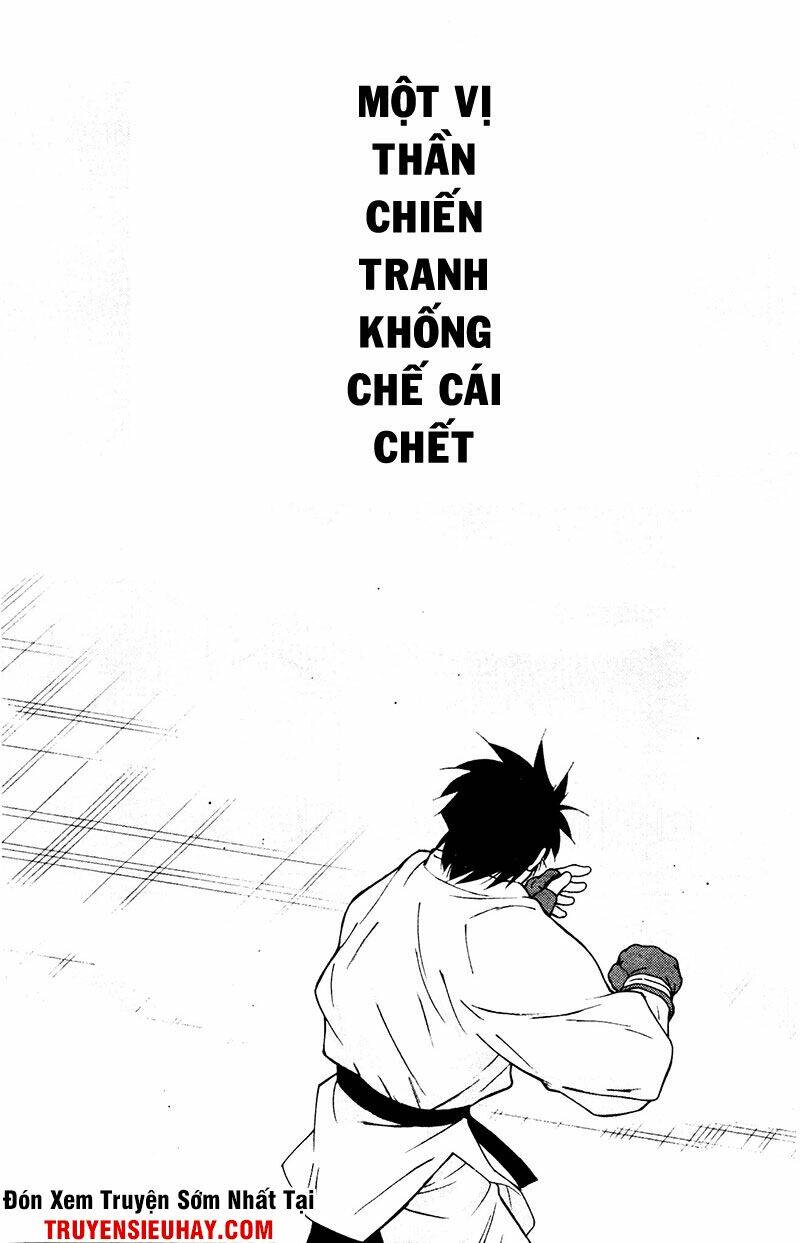 MỘT VỊ
THẦN
CHIẾN
TRANH
KHỐNG
CHẾ CÁI
CHẾT
Đón Xem Truyện Sớm Nhất Tại
TRUYENSIEUHAY.COM